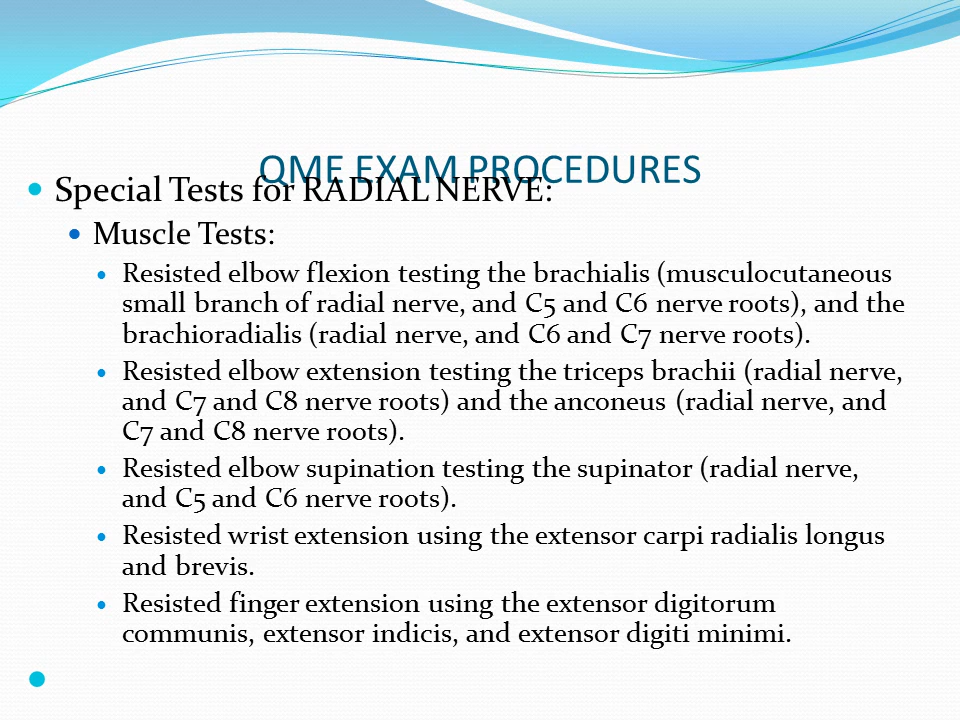 QME EXAM PROCEDURES
Special Tests for RADIAL NERVE:
Muscle Tests:
Resisted elbow flexion testing the brachialis (musculocutaneous
small branch of radial nerve, and C5 and C6 nerve roots), and the
brachioradialis (radial nerve, and C6 and C7 nerve roots).
Resisted elbow extension testing the triceps brachii (radial nerve,
and C7 and C8 nerve roots) and the anconeus (radial nerve, and
C7 and C8 nerve roots).
Resisted elbow supination testing the supinator (radial nerve,
and C5 and C6 nerve roots).
Resisted wrist extension using the extensor carpi radialis longus
and brevis.
Resisted finger extension using the extensor digitorum
communis, extensor indicis, and extensor digiti minimi.